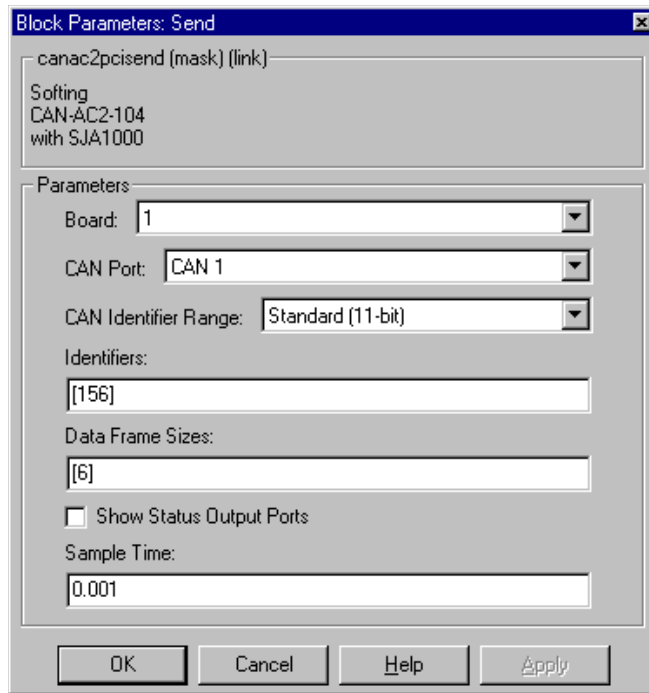 Block Parameters: Send
canac2pcisend (mask) (link)
Softing
CAN-AC2-104
with SJA1000
Parameters
Board: 1
CAN Port: CAN 1
CAN Identifier Range: Standard (11-bit)
Identifiers:
[156]
Data Frame Sizes:
[6]
Show Status Output Ports
Sample Time:
0.001
OK Cancel Help Apply